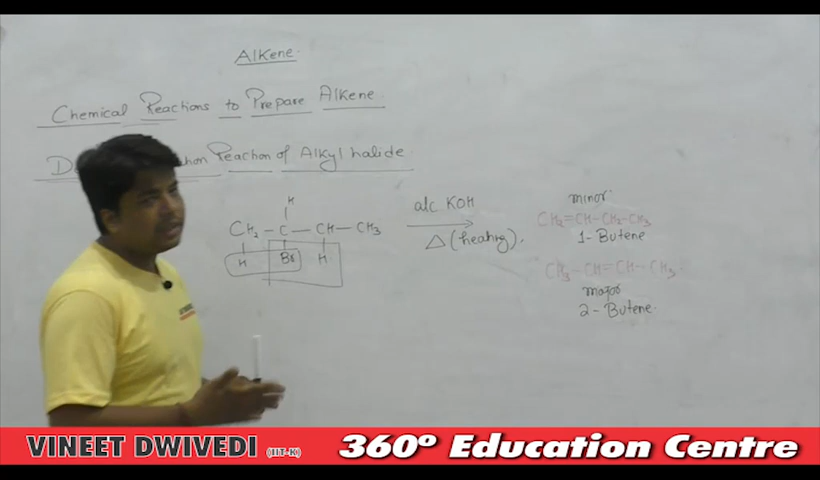 Alkene.
Chemical Reactions to Prepare Alkene
Reaction of Alkyl halide
H
CH₂ – C – CH – CH₃
H Br H
alc. KOH
△ (heating).
minor
CH₂=CH–CH₂–CH₃
1- Butene
CH₃ – CH = CH – CH₃
major
2 - Butene.
VINEET DWIVEDI (IIT-K) 360° Education Centre